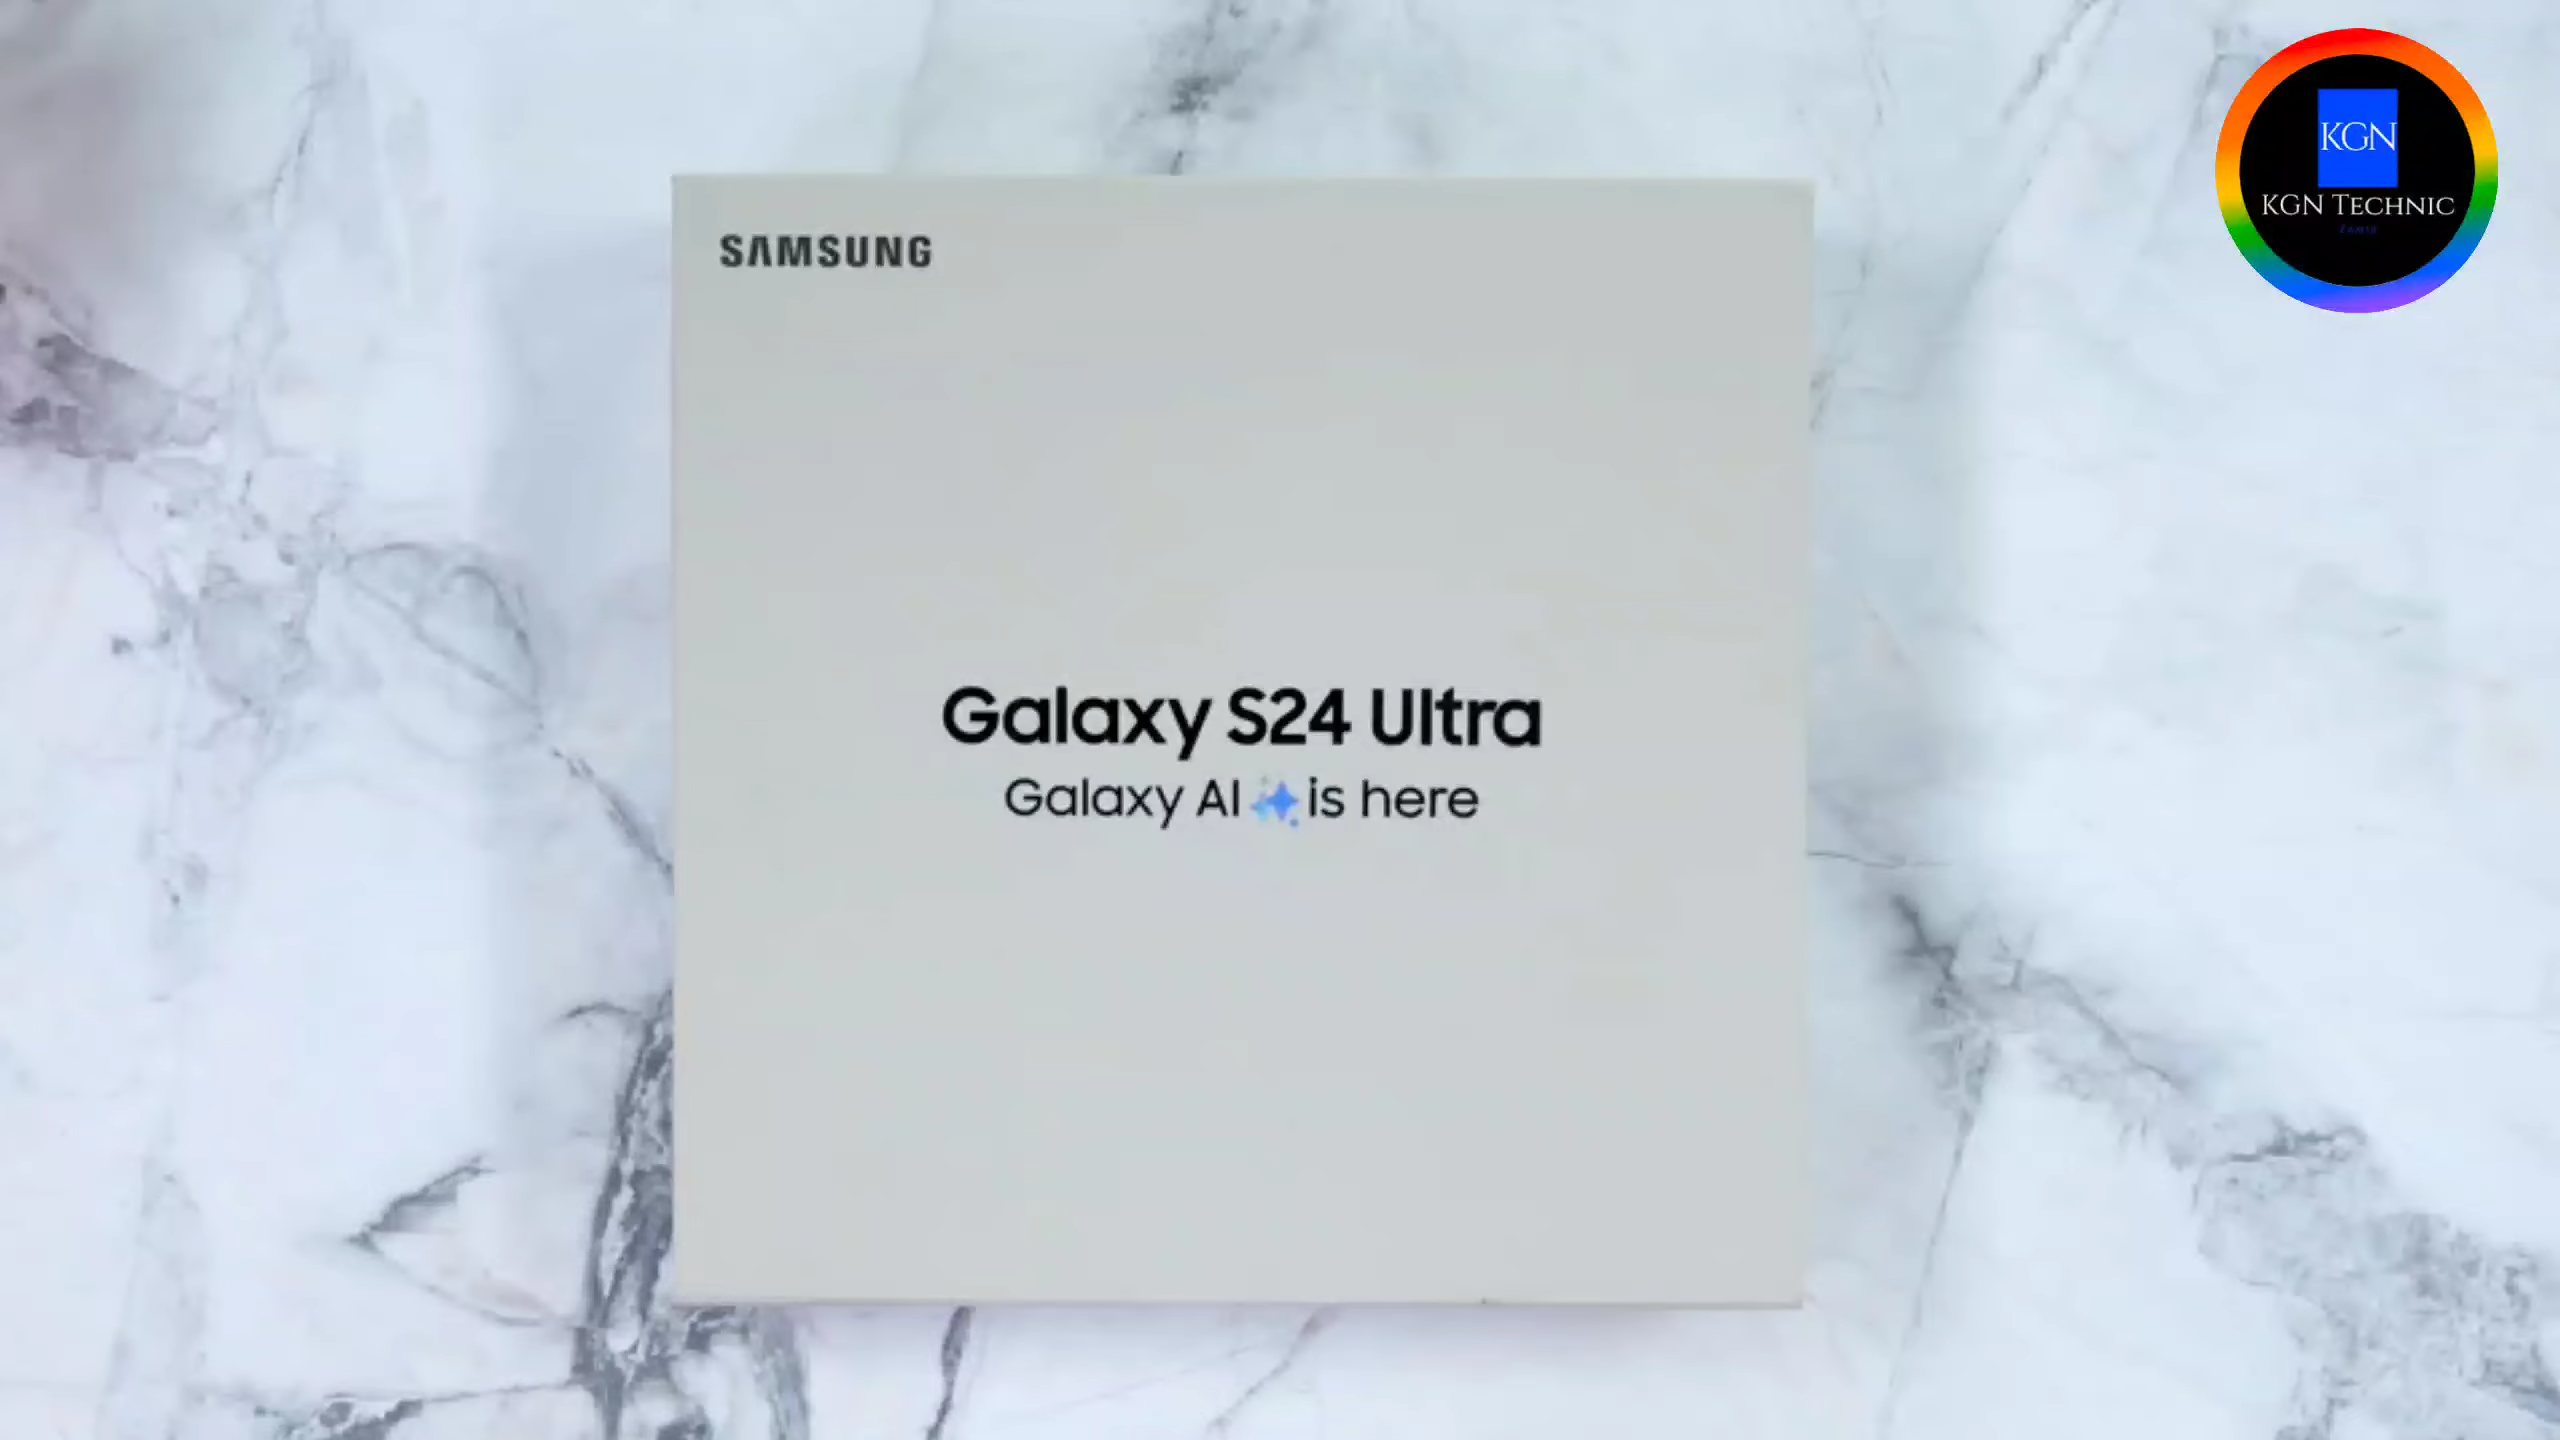 SAMSUNG
Galaxy S24 Ultra
Galaxy AI is here
KGN
KGN TECHNIC